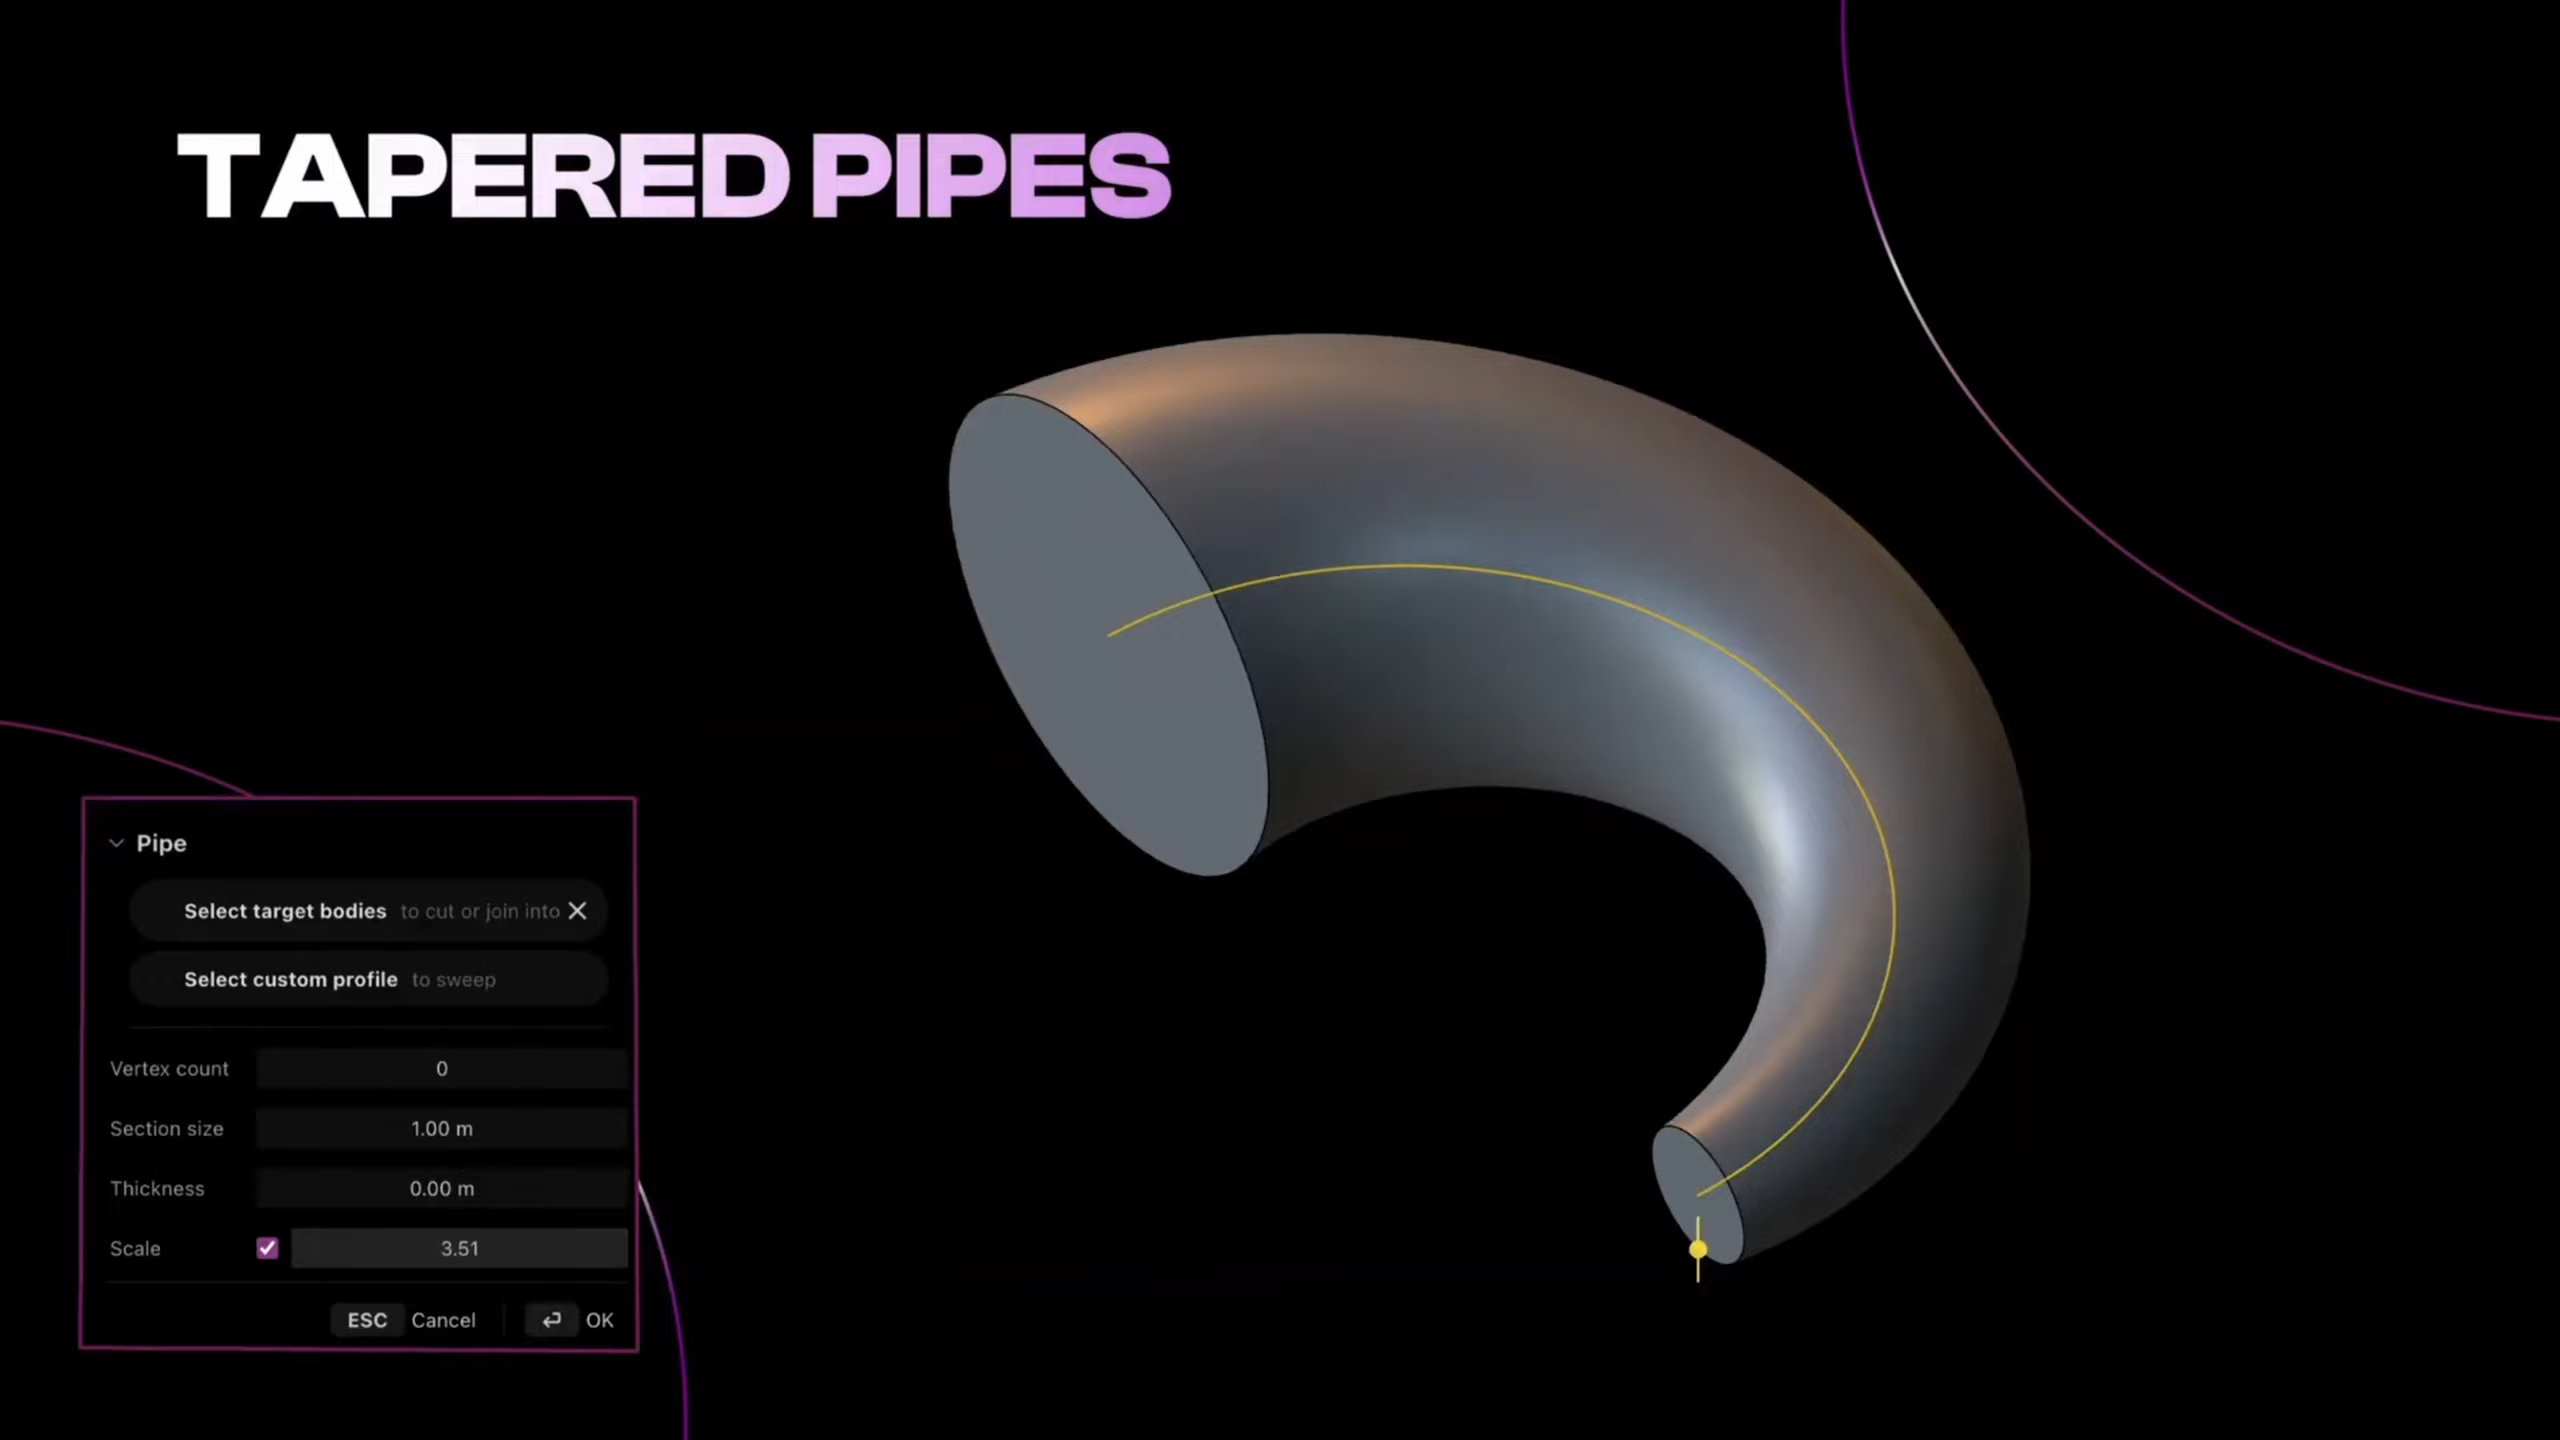 TAPERED PIPES
Pipe
Select target bodies to cut or join into
Select custom profile to sweep
Vertex count 0
Section size 1.00 m
Thickness 0.00 m
Scale 3.51
ESC Cancel OK